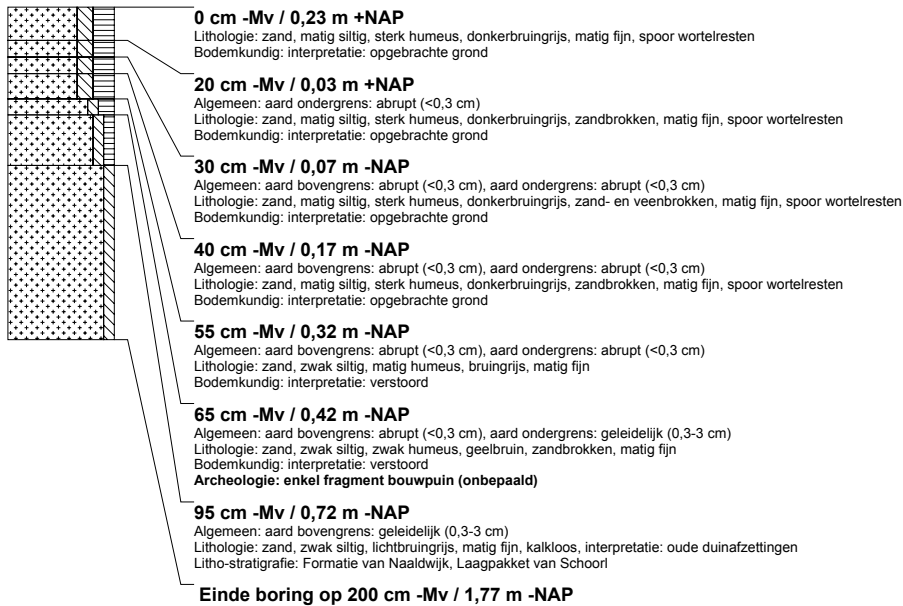 0 cm -Mv / 0,23 m +NAP
Lithologie: zand, matig siltig, sterk humeus, donkerbruingrijs, matig fijn, spoor wortelresten
Bodemkundig: interpretatie: opgebrachte grond
20 cm -Mv / 0,03 m +NAP
Algemeen: aard ondergrens: abrupt (<0,3 cm)
Lithologie: zand, matig siltig, sterk humeus, donkerbruingrijs, zandbrokken, matig fijn, spoor wortelresten
Bodemkundig: interpretatie: opgebrachte grond
30 cm -Mv / 0,07 m -NAP
Algemeen: aard bovengrens: abrupt (<0,3 cm), aard ondergrens: abrupt (<0,3 cm)
Lithologie: zand, matig siltig, sterk humeus, donkerbruingrijs, zand- en veenbrokken, matig fijn, spoor wortelresten
Bodemkundig: interpretatie: opgebrachte grond
40 cm -Mv / 0,17 m -NAP
Algemeen: aard bovengrens: abrupt (<0,3 cm), aard ondergrens: abrupt (<0,3 cm)
Lithologie: zand, matig siltig, sterk humeus, donkerbruingrijs, zandbrokken, matig fijn, spoor wortelresten
Bodemkundig: interpretatie: opgebrachte grond
55 cm -Mv / 0,32 m -NAP
Algemeen: aard bovengrens: abrupt (<0,3 cm), aard ondergrens: abrupt (<0,3 cm)
Lithologie: zand, zwak siltig, matig humeus, bruingrijs, matig fijn
Bodemkundig: interpretatie: verstoord
65 cm -Mv / 0,42 m -NAP
Algemeen: aard bovengrens: abrupt (<0,3 cm), aard ondergrens: geleidelijk (0,3-3 cm)
Lithologie: zand, zwak siltig, zwak humeus, geelbruin, zandbrokken, matig fijn
Bodemkundig: interpretatie: verstoord
Archeologie: enkel fragment bouwpuin (onbepaald)
95 cm -Mv / 0,72 m -NAP
Algemeen: aard bovengrens: geleidelijk (0,3-3 cm)
Lithologie: zand, zwak siltig, lichtbruingrijs, matig fijn, kalkloos, interpretatie: oude duinafzettingen
Litho-stratigrafie: Formatie van Naaldwijk, Laagpakket van Schoorl
Einde boring op 200 cm -Mv / 1,77 m -NAP